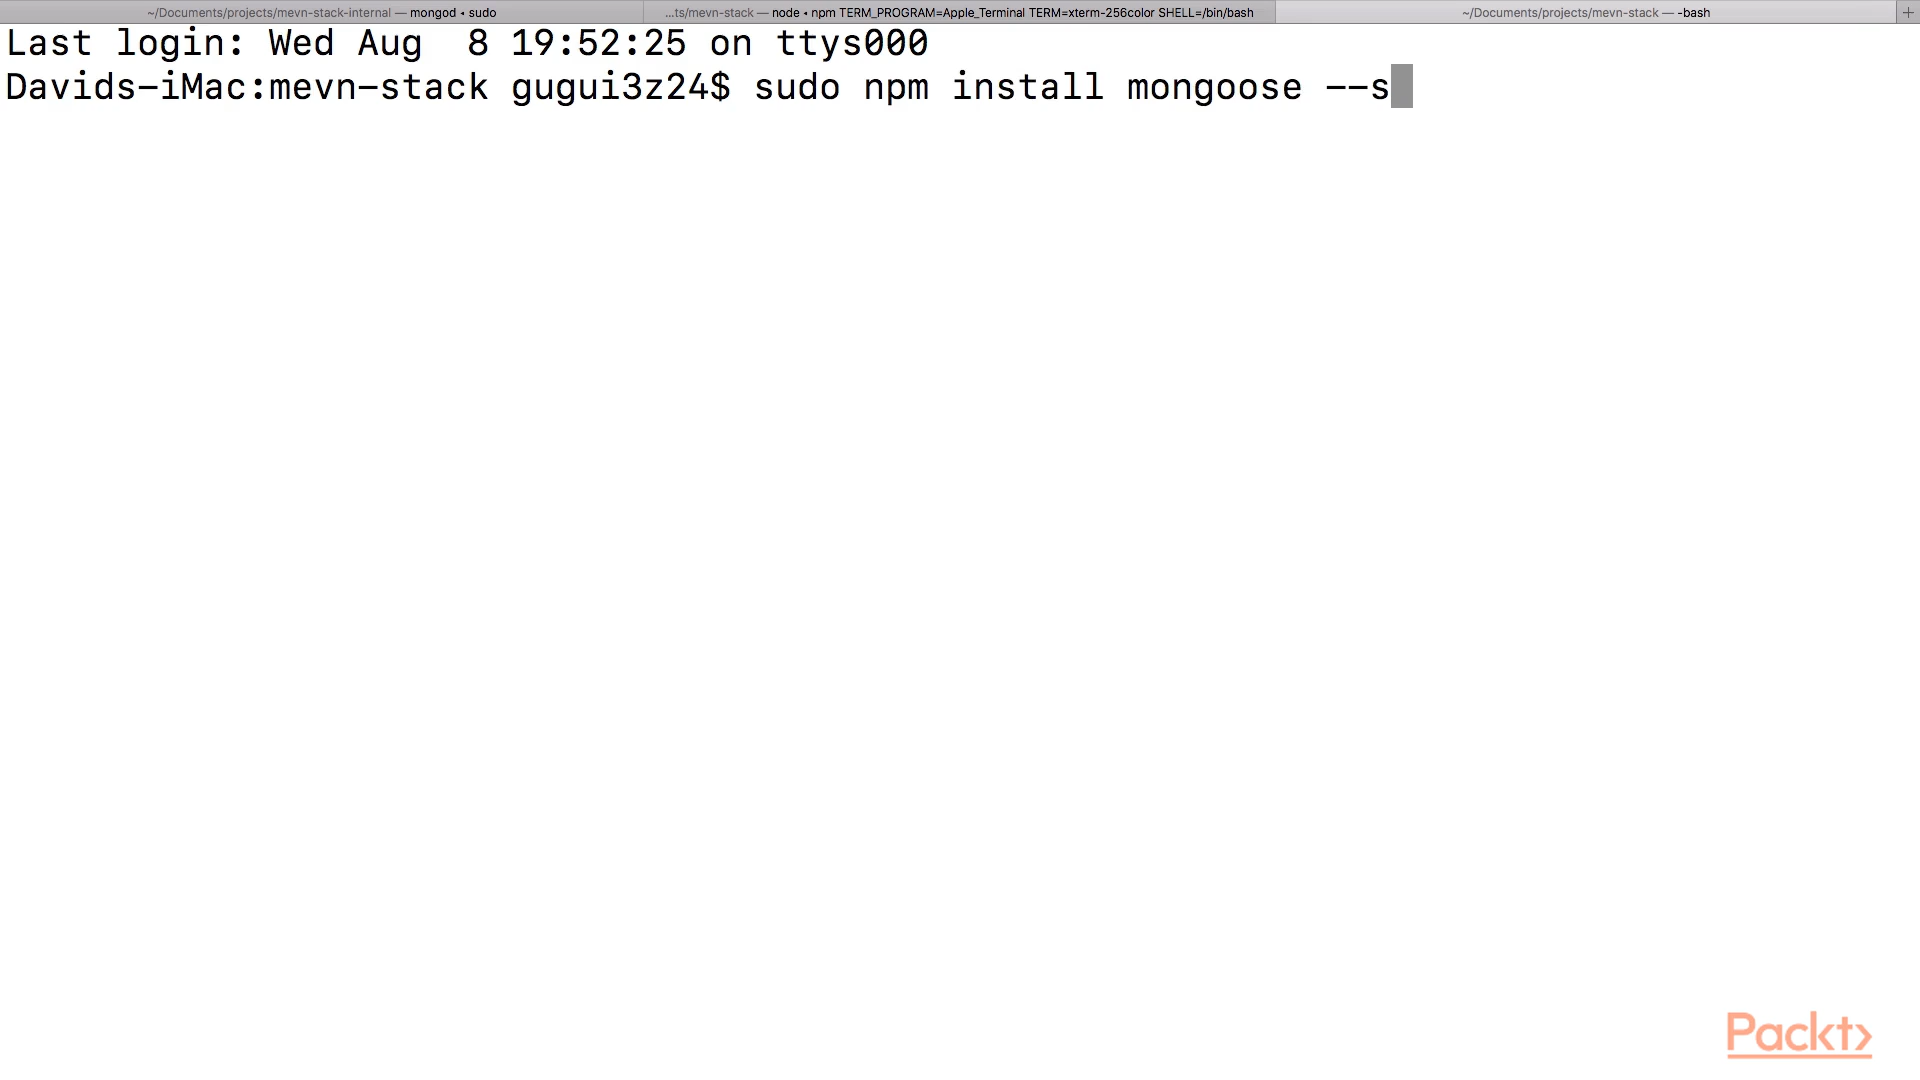 ~/Documents/projects/mevn-stack-internal — mongod ◂ sudo
...ts/mevn-stack — node ◂ npm TERM_PROGRAM=Apple_Terminal TERM=xterm-256color SHELL=/bin/bash
~/Documents/projects/mevn-stack — -bash
+
Last login: Wed Aug  8 19:52:25 on ttys000
Davids-iMac:mevn-stack gugui3z24$ sudo npm install mongoose --s
Packt>